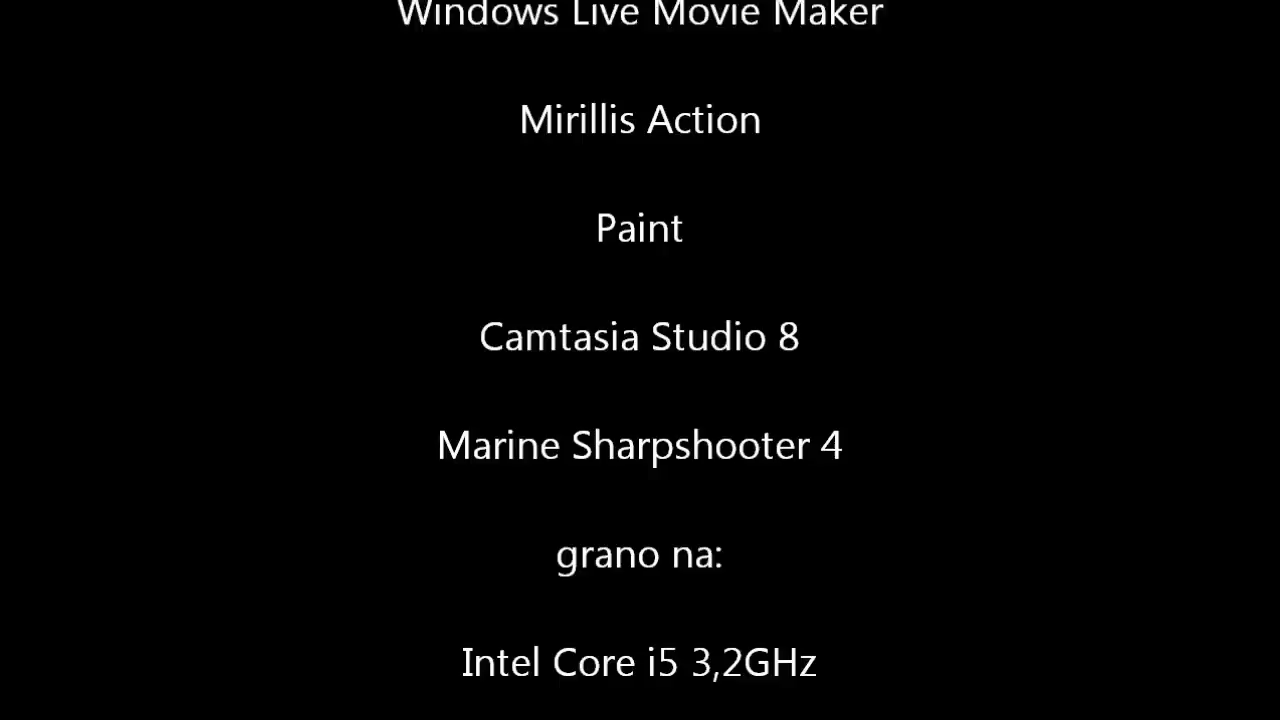 Windows Live Movie Maker
Mirillis Action
Paint
Camtasia Studio 8
Marine Sharpshooter 4
grano na:
Intel Core i5 3,2GHz